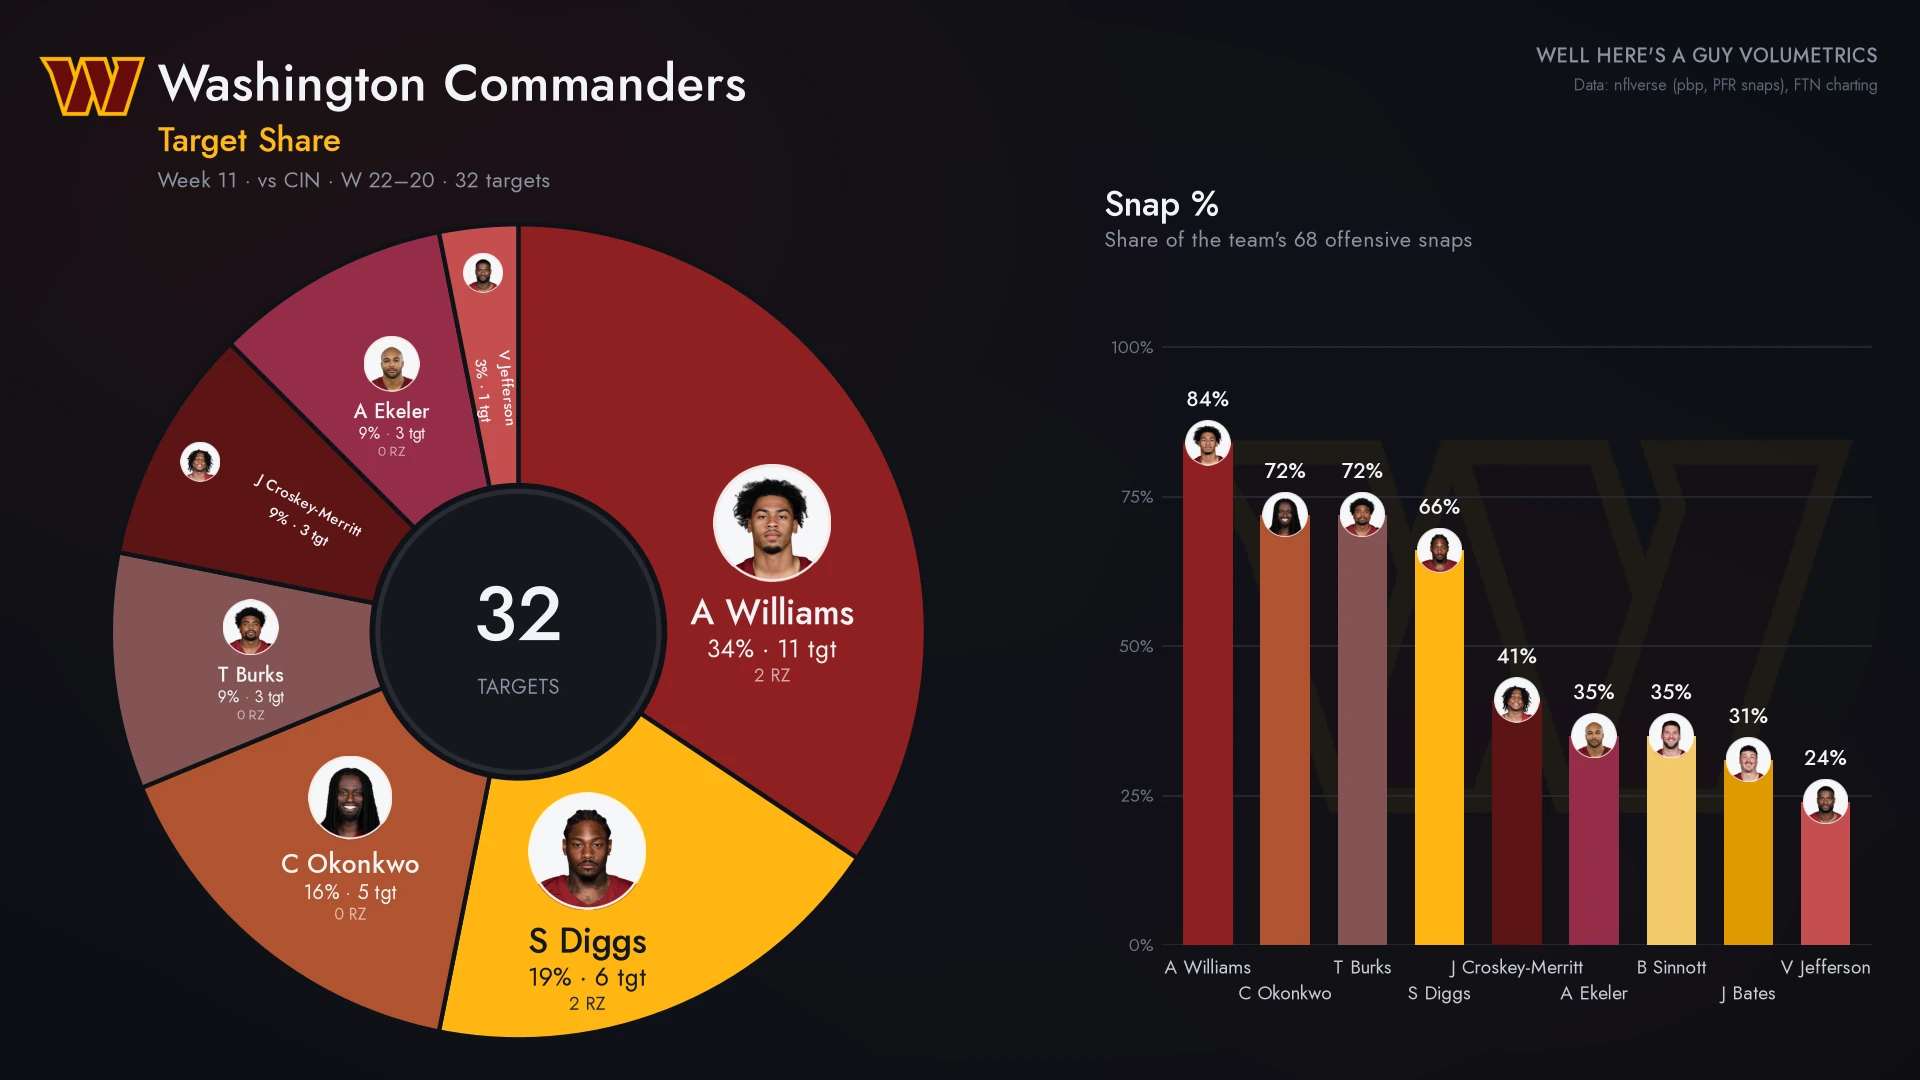 Washington Commanders
Target Share
Week 11 · vs CIN · W 22–20 · 32 targets
WELL HERE'S A GUY VOLUMETRICS
Data: nflverse (pbp, PFR snaps), FTN charting
V Jefferson
3% · 1 tgt
A Ekeler
9% · 3 tgt
0 RZ
J Croskey-Merritt
9% · 3 tgt
T Burks
9% · 3 tgt
0 RZ
C Okonkwo
16% · 5 tgt
0 RZ
S Diggs
19% · 6 tgt
2 RZ
A Williams
34% · 11 tgt
2 RZ
32
TARGETS
Snap %
Share of the team's 68 offensive snaps
100%
75%
50%
25%
0%
84%
72%
72%
66%
41%
35%
35%
31%
24%
A Williams
C Okonkwo
T Burks
S Diggs
J Croskey-Merritt
A Ekeler
B Sinnott
J Bates
V Jefferson